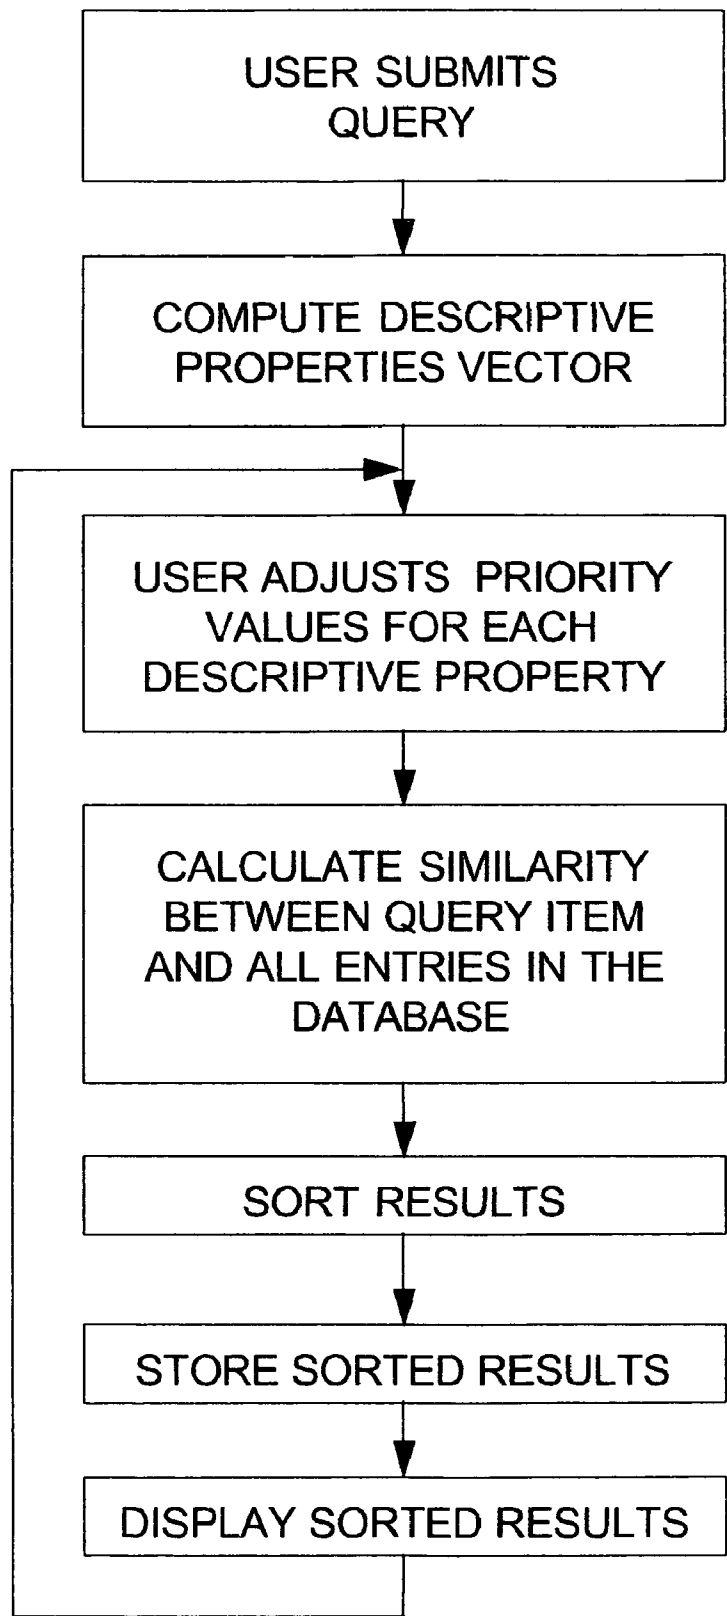 USER SUBMITS
QUERY
COMPUTE DESCRIPTIVE
PROPERTIES VECTOR
USER ADJUSTS PRIORITY
VALUES FOR EACH
DESCRIPTIVE PROPERTY
CALCULATE SIMILARITY
BETWEEN QUERY ITEM
AND ALL ENTRIES IN THE
DATABASE
SORT RESULTS
STORE SORTED RESULTS
DISPLAY SORTED RESULTS